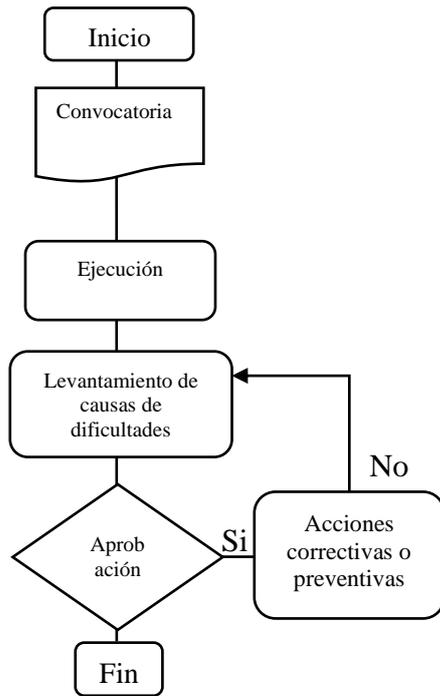 Inicio
Convocatoria
Ejecución
Levantamiento de
causas de
dificultades
No
Aprob
ación
Si
Acciones
correctivas o
preventivas
Fin